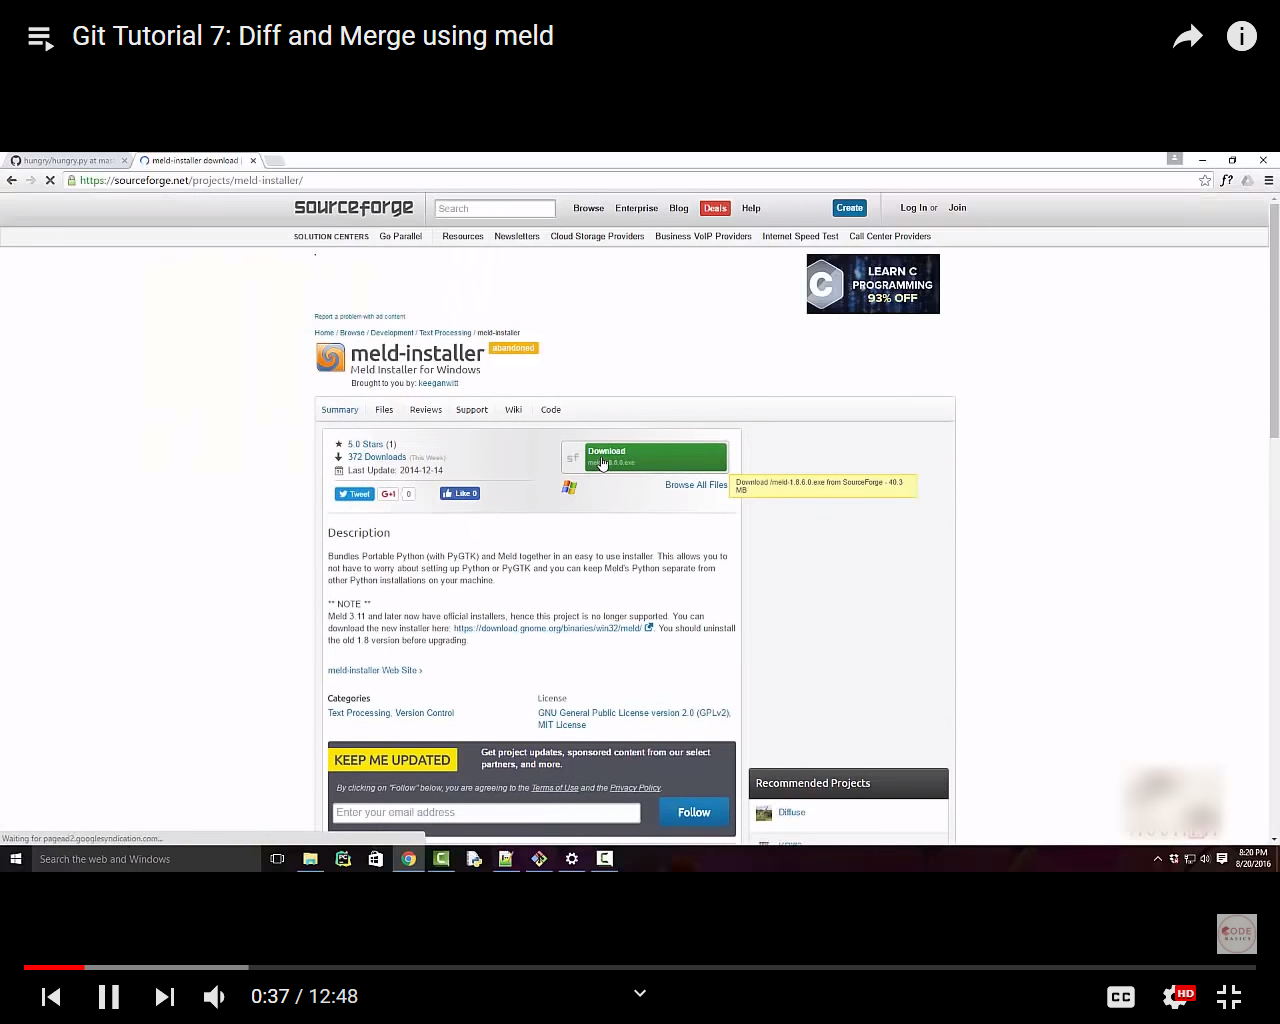 Git Tutorial 7: Diff and Merge using meld
hungry/hungry.py at mas
meld-installer download
https://sourceforge.net/projects/meld-installer/
f?
sourceforge
Search
Browse Enterprise Blog Deals Help
Create
Log In or Join
SOLUTION CENTERS Go Parallel Resources Newsletters Cloud Storage Providers Business VoIP Providers Internet Speed Test Call Center Providers
C
LEARN C
PROGRAMMING
93% OFF
Report a problem with ad content
Home / Browse / Development / Text Processing / meld-installer
meld-installer abandoned
Meld Installer for Windows
Brought to you by: keeganwitt
Summary Files Reviews Support Wiki Code
5.0 Stars (1)
372 Downloads (This Week)
Last Update: 2014-12-14
Tweet G+1 0 Like 0
sf
Download
Browse All Files
Download /meld-1.8.6.0.exe from SourceForge - 40.3
MB
Description
Bundles Portable Python (with PyGTK) and Meld together in an easy to use installer. This allows you to
not have to worry about setting up Python or PyGTK and you can keep Meld's Python separate from
other Python installations on your machine.
** NOTE **
Meld 3.11 and later now have official installers, hence this project is no longer supported. You can
download the new installer here: https://download.gnome.org/binaries/win32/meld/ . You should uninstall
the old 1.8 version before upgrading.
meld-installer Web Site ›
Categories
Text Processing, Version Control
License
GNU General Public License version 2.0 (GPLv2),
MIT License
KEEP ME UPDATED
Get project updates, sponsored content from our select
partners, and more.
By clicking on "Follow" below, you are agreeing to the Terms of Use and the Privacy Policy.
Enter your email address
Follow
Recommended Projects
Diffuse
Waiting for pagead2.googlesyndication.com...
Search the web and Windows
8:20 PM
8/20/2016
CODE
BASICS
0:37 / 12:48
CC
HD